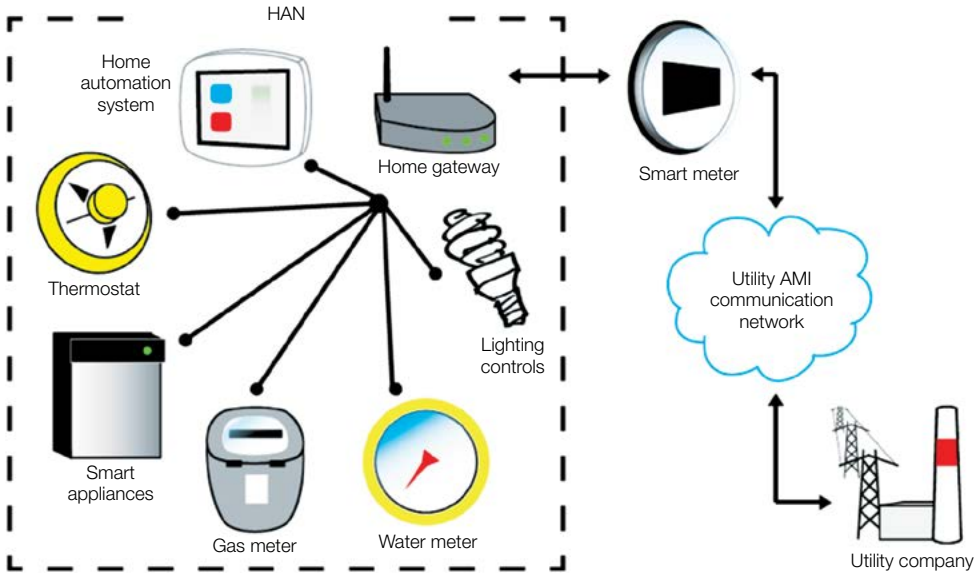 HAN
Home
automation
system
Home gateway
Smart meter
Thermostat
Utility AMI
communication
network
Lighting
controls
Smart
appliances
Gas meter
Water meter
Utility company